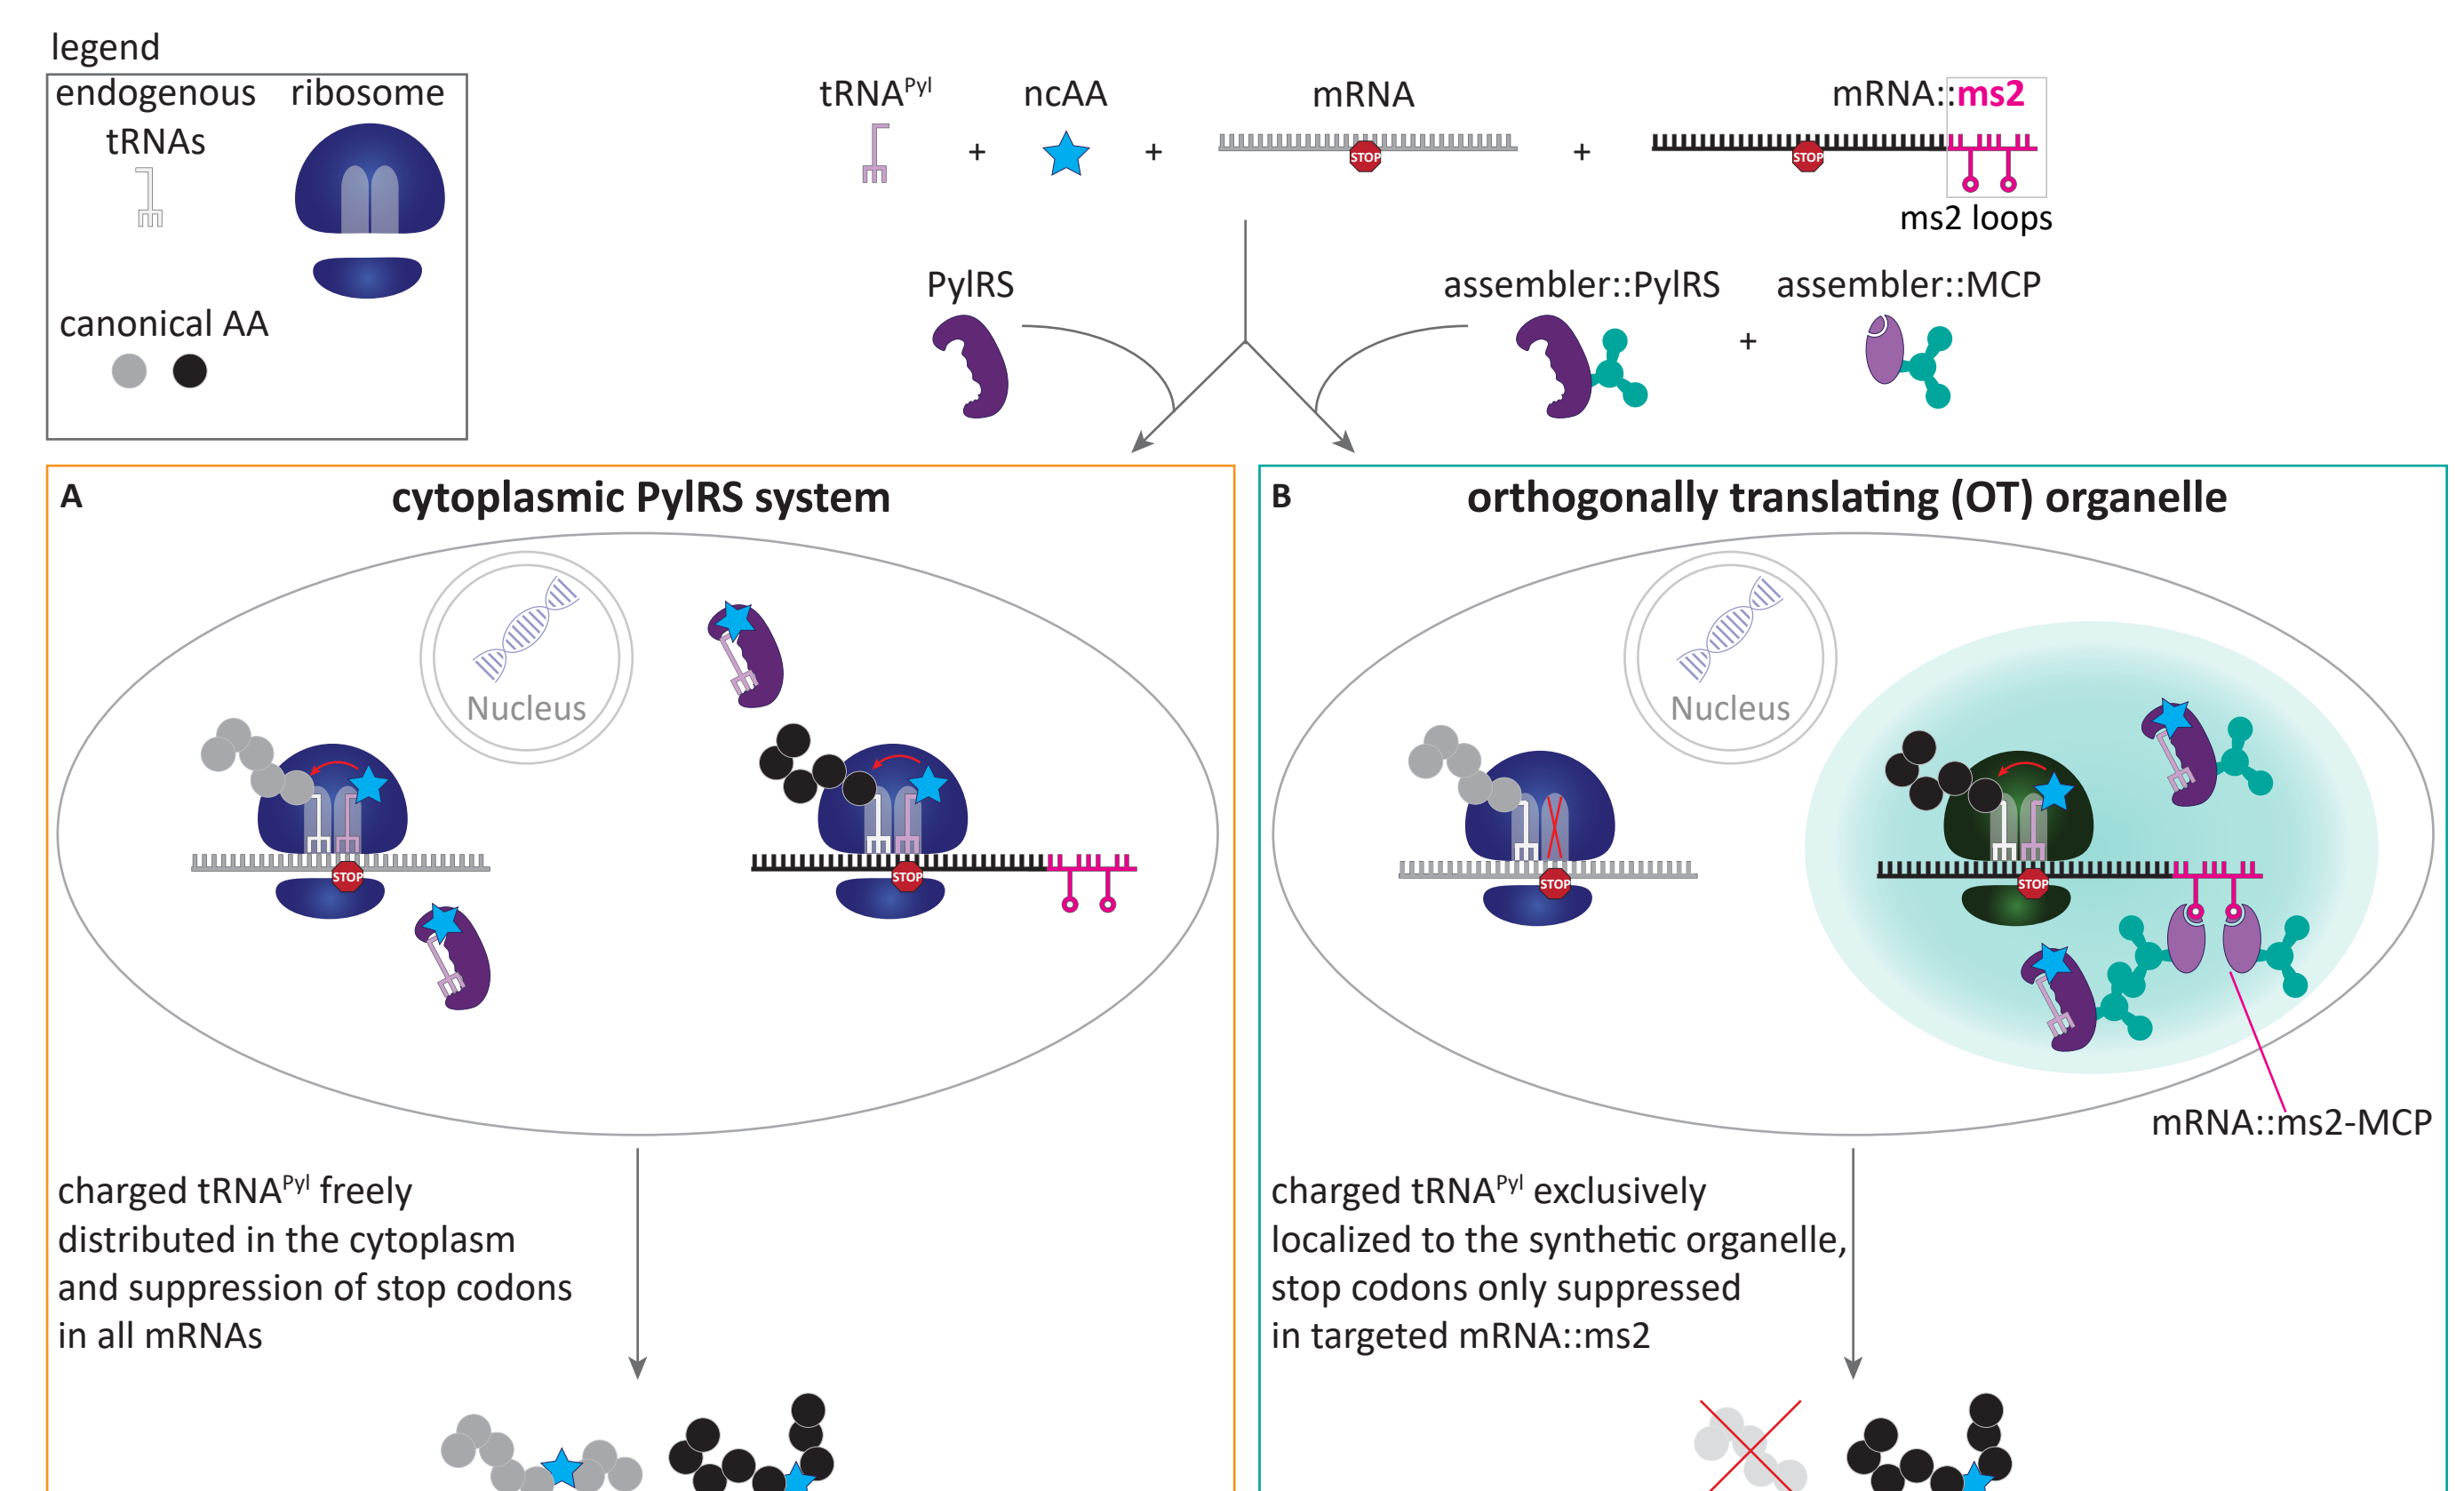 legend
endogenous
tRNAs
ribosome
canonical AA
tRNAPyl
+
ncAA
+
mRNA
STOP
+
mRNA::ms2
STOP
ms2 loops
PylRS
assembler::PylRS
+
assembler::MCP
A
cytoplasmic PylRS system
Nucleus
STOP
STOP
charged tRNAPyl freely
distributed in the cytoplasm
and suppression of stop codons
in all mRNAs
B
orthogonally translating (OT) organelle
Nucleus
STOP
STOP
mRNA::ms2-MCP
charged tRNAPyl exclusively
localized to the synthetic organelle,
stop codons only suppressed
in targeted mRNA::ms2